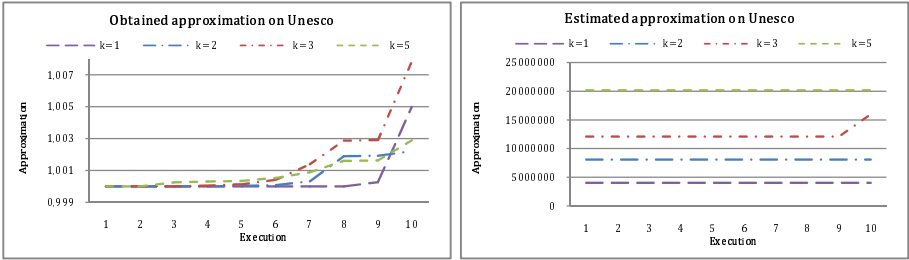 Obtained approximation on Unesco
k=1 k=2 k=3 k=5
1,007
1,005
1,003
1,001
0,999
Approximation
1 2 3 4 5 6 7 8 9 10
Execution
Estimated approximation on Unesco
k=1 k=2 k=3 k=5
25000000
20000000
15000000
10000000
5000000
0
Approximation
1 2 3 4 5 6 7 8 9 10
Execution